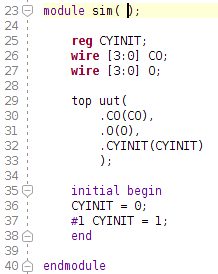 23 module sim( );
24
25 reg CYINIT;
26 wire [3:0] CO;
27 wire [3:0] O;
28
29 top uut(
30 .CO(CO),
31 .O(O),
32 .CYINIT(CYINIT)
33 );
34
35 initial begin
36 CYINIT = 0;
37 #1 CYINIT = 1;
38 end
39
40 endmodule